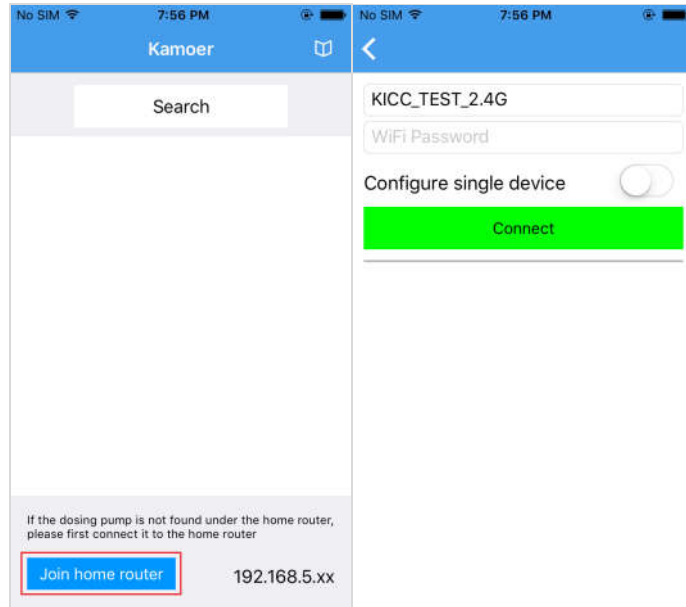 No SIM 7:56 PM
Kamoer
Search
If the dosing pump is not found under the home router,
please first connect it to the home router
Join home router 192.168.5.xx
No SIM 7:56 PM
KICC_TEST_2.4G
WiFi Password
Configure single device
Connect